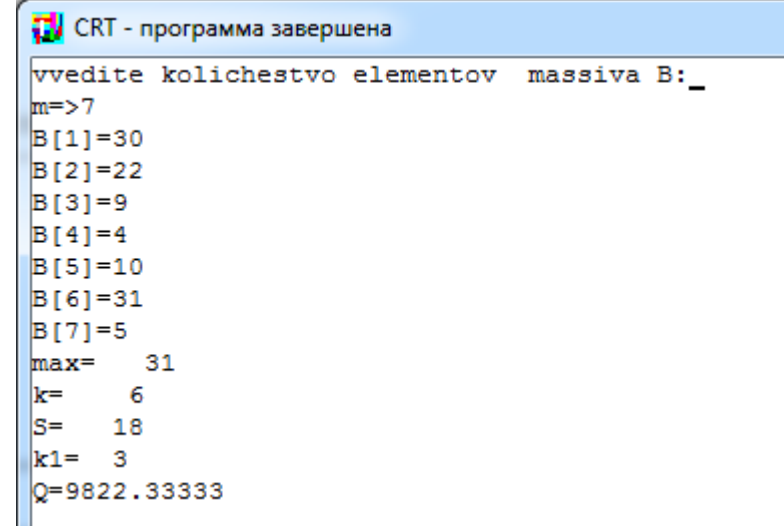 CRT - программа завершена
vvedite kolichestvo elementov  massiva B:_
m=>7
B[1]=30
B[2]=22
B[3]=9
B[4]=4
B[5]=10
B[6]=31
B[7]=5
max=   31
k=    6
S=   18
k1=  3
Q=9822.33333